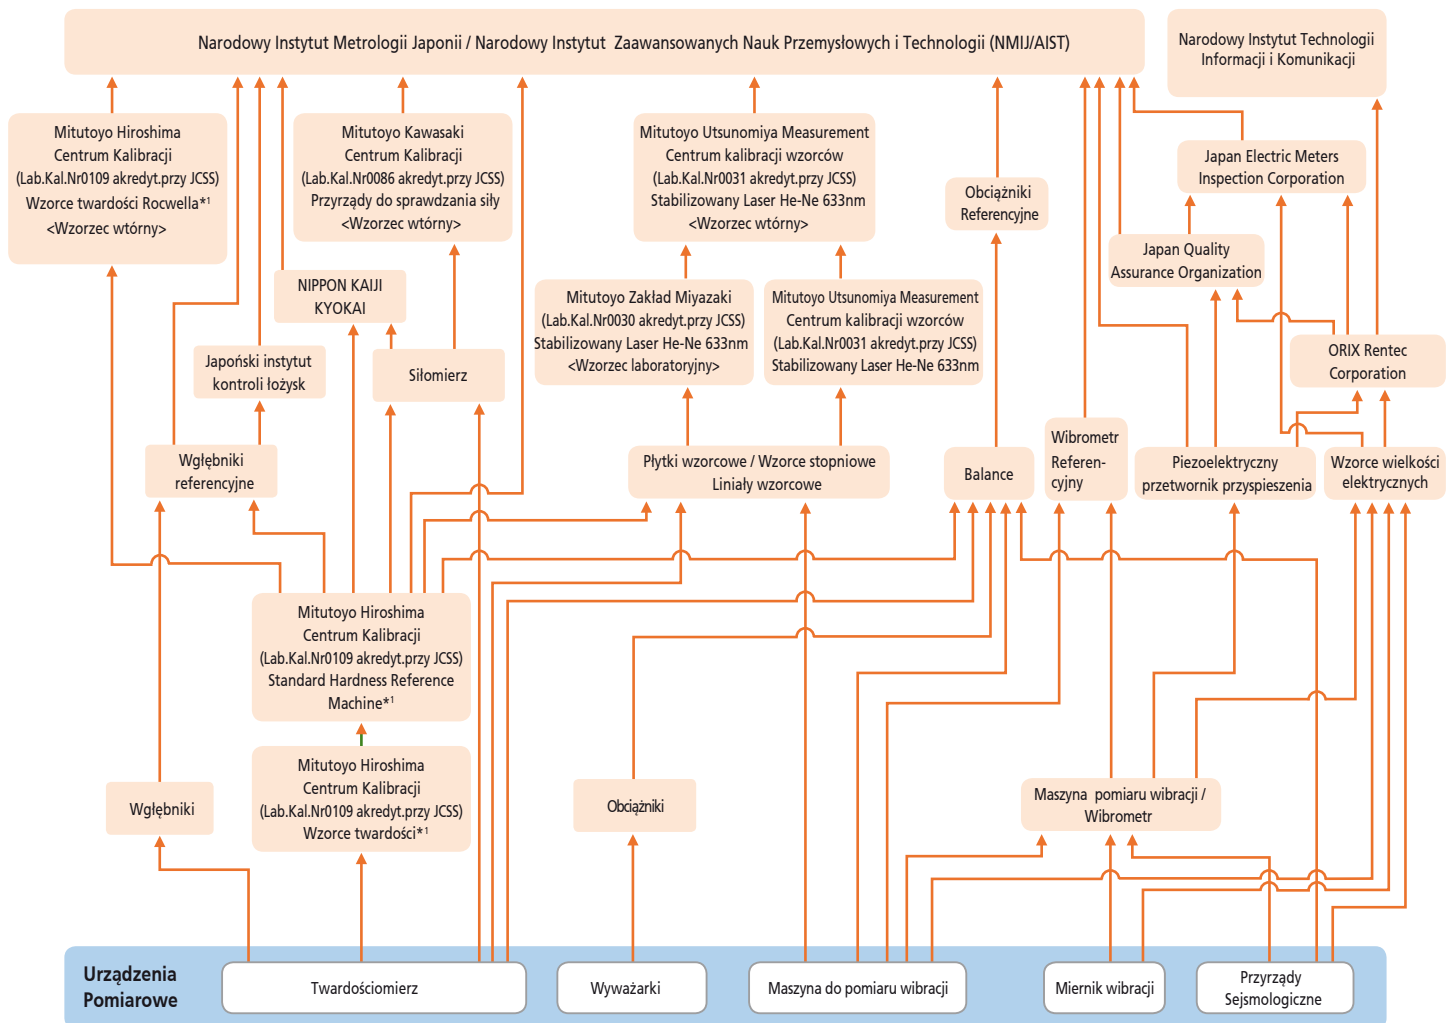 Narodowy Instytut Metrologii Japonii / Narodowy Instytut Zaawansowanych Nauk Przemysłowych i Technologii (NMIJ/AIST)
Narodowy Instytut Technologii
Informacji i Komunikacji
Mitutoyo Hiroshima
Centrum Kalibracji
(Lab.Kal.Nr0109 akredyt.przy JCSS)
Wzorce twardości Rocwella*1
<Wzorzec wtórny>
Mitutoyo Kawasaki
Centrum Kalibracji
(Lab.Kal.Nr0086 akredyt.przy JCSS)
Przyrządy do sprawdzania siły
<Wzorzec wtórny>
Mitutoyo Utsunomiya Measurement
Centrum kalibracji wzorców
(Lab.Kal.Nr0031 akredyt.przy JCSS)
Stabilizowany Laser He-Ne 633nm
<Wzorzec wtórny>
Obciążniki
Referencyjne
Japan Electric Meters
Inspection Corporation
Japan Quality
Assurance Organization
NIPPON KAIJI
KYOKAI
Mitutoyo Zakład Miyazaki
(Lab.Kal.Nr0030 akredyt.przy JCSS)
Stabilizowany Laser He-Ne 633nm
<Wzorzec laboratoryjny>
Mitutoyo Utsunomiya Measurement
Centrum kalibracji wzorców
(Lab.Kal.Nr0031 akredyt.przy JCSS)
Stabilizowany Laser He-Ne 633nm
ORIX Rentec
Corporation
Japoński instytut
kontroli łożysk
Siłomierz
Wgłębniki
referencyjne
Płytki wzorcowe / Wzorce stopniowe
Liniały wzorcowe
Balance
Wibrometr
Referen-
cyjny
Piezoelektryczny
przetwornik przyspieszenia
Wzorce wielkości
elektrycznych
Mitutoyo Hiroshima
Centrum Kalibracji
(Lab.Kal.Nr0109 akredyt.przy JCSS)
Standard Hardness Reference
Machine*1
Mitutoyo Hiroshima
Centrum Kalibracji
(Lab.Kal.Nr0109 akredyt.przy JCSS)
Wzorce twardości*1
Wgłębniki
Obciążniki
Maszyna pomiaru wibracji /
Wibrometr
Urządzenia
Pomiarowe
Twardościomierz
Wyważarki
Maszyna do pomiaru wibracji
Miernik wibracji
Przyrządy
Sejsmologiczne